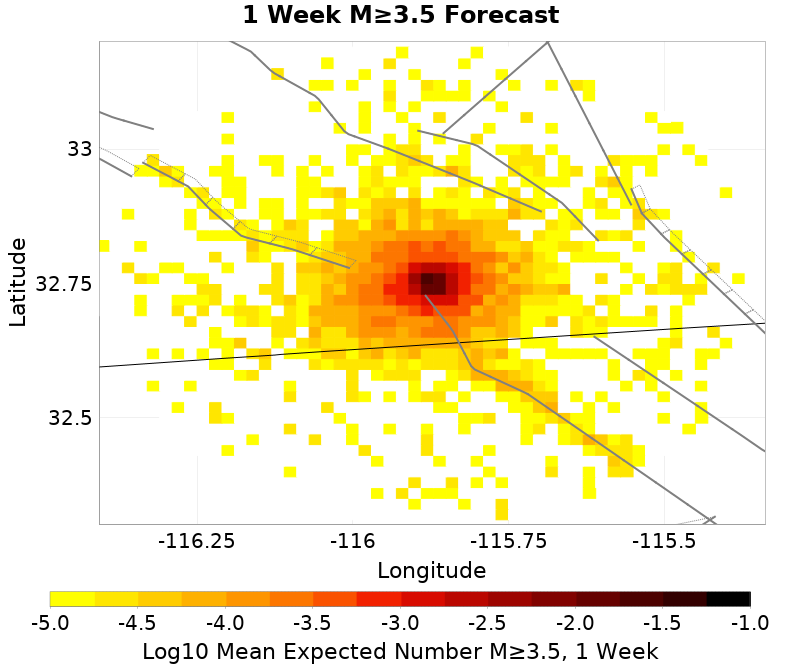 1 Week M≥3.5 Forecast
33
32.75
32.5
Latitude
-116.25 -116 -115.75 -115.5
Longitude
-5.0 -4.5 -4.0 -3.5 -3.0 -2.5 -2.0 -1.5 -1.0
Log10 Mean Expected Number M≥3.5, 1 Week